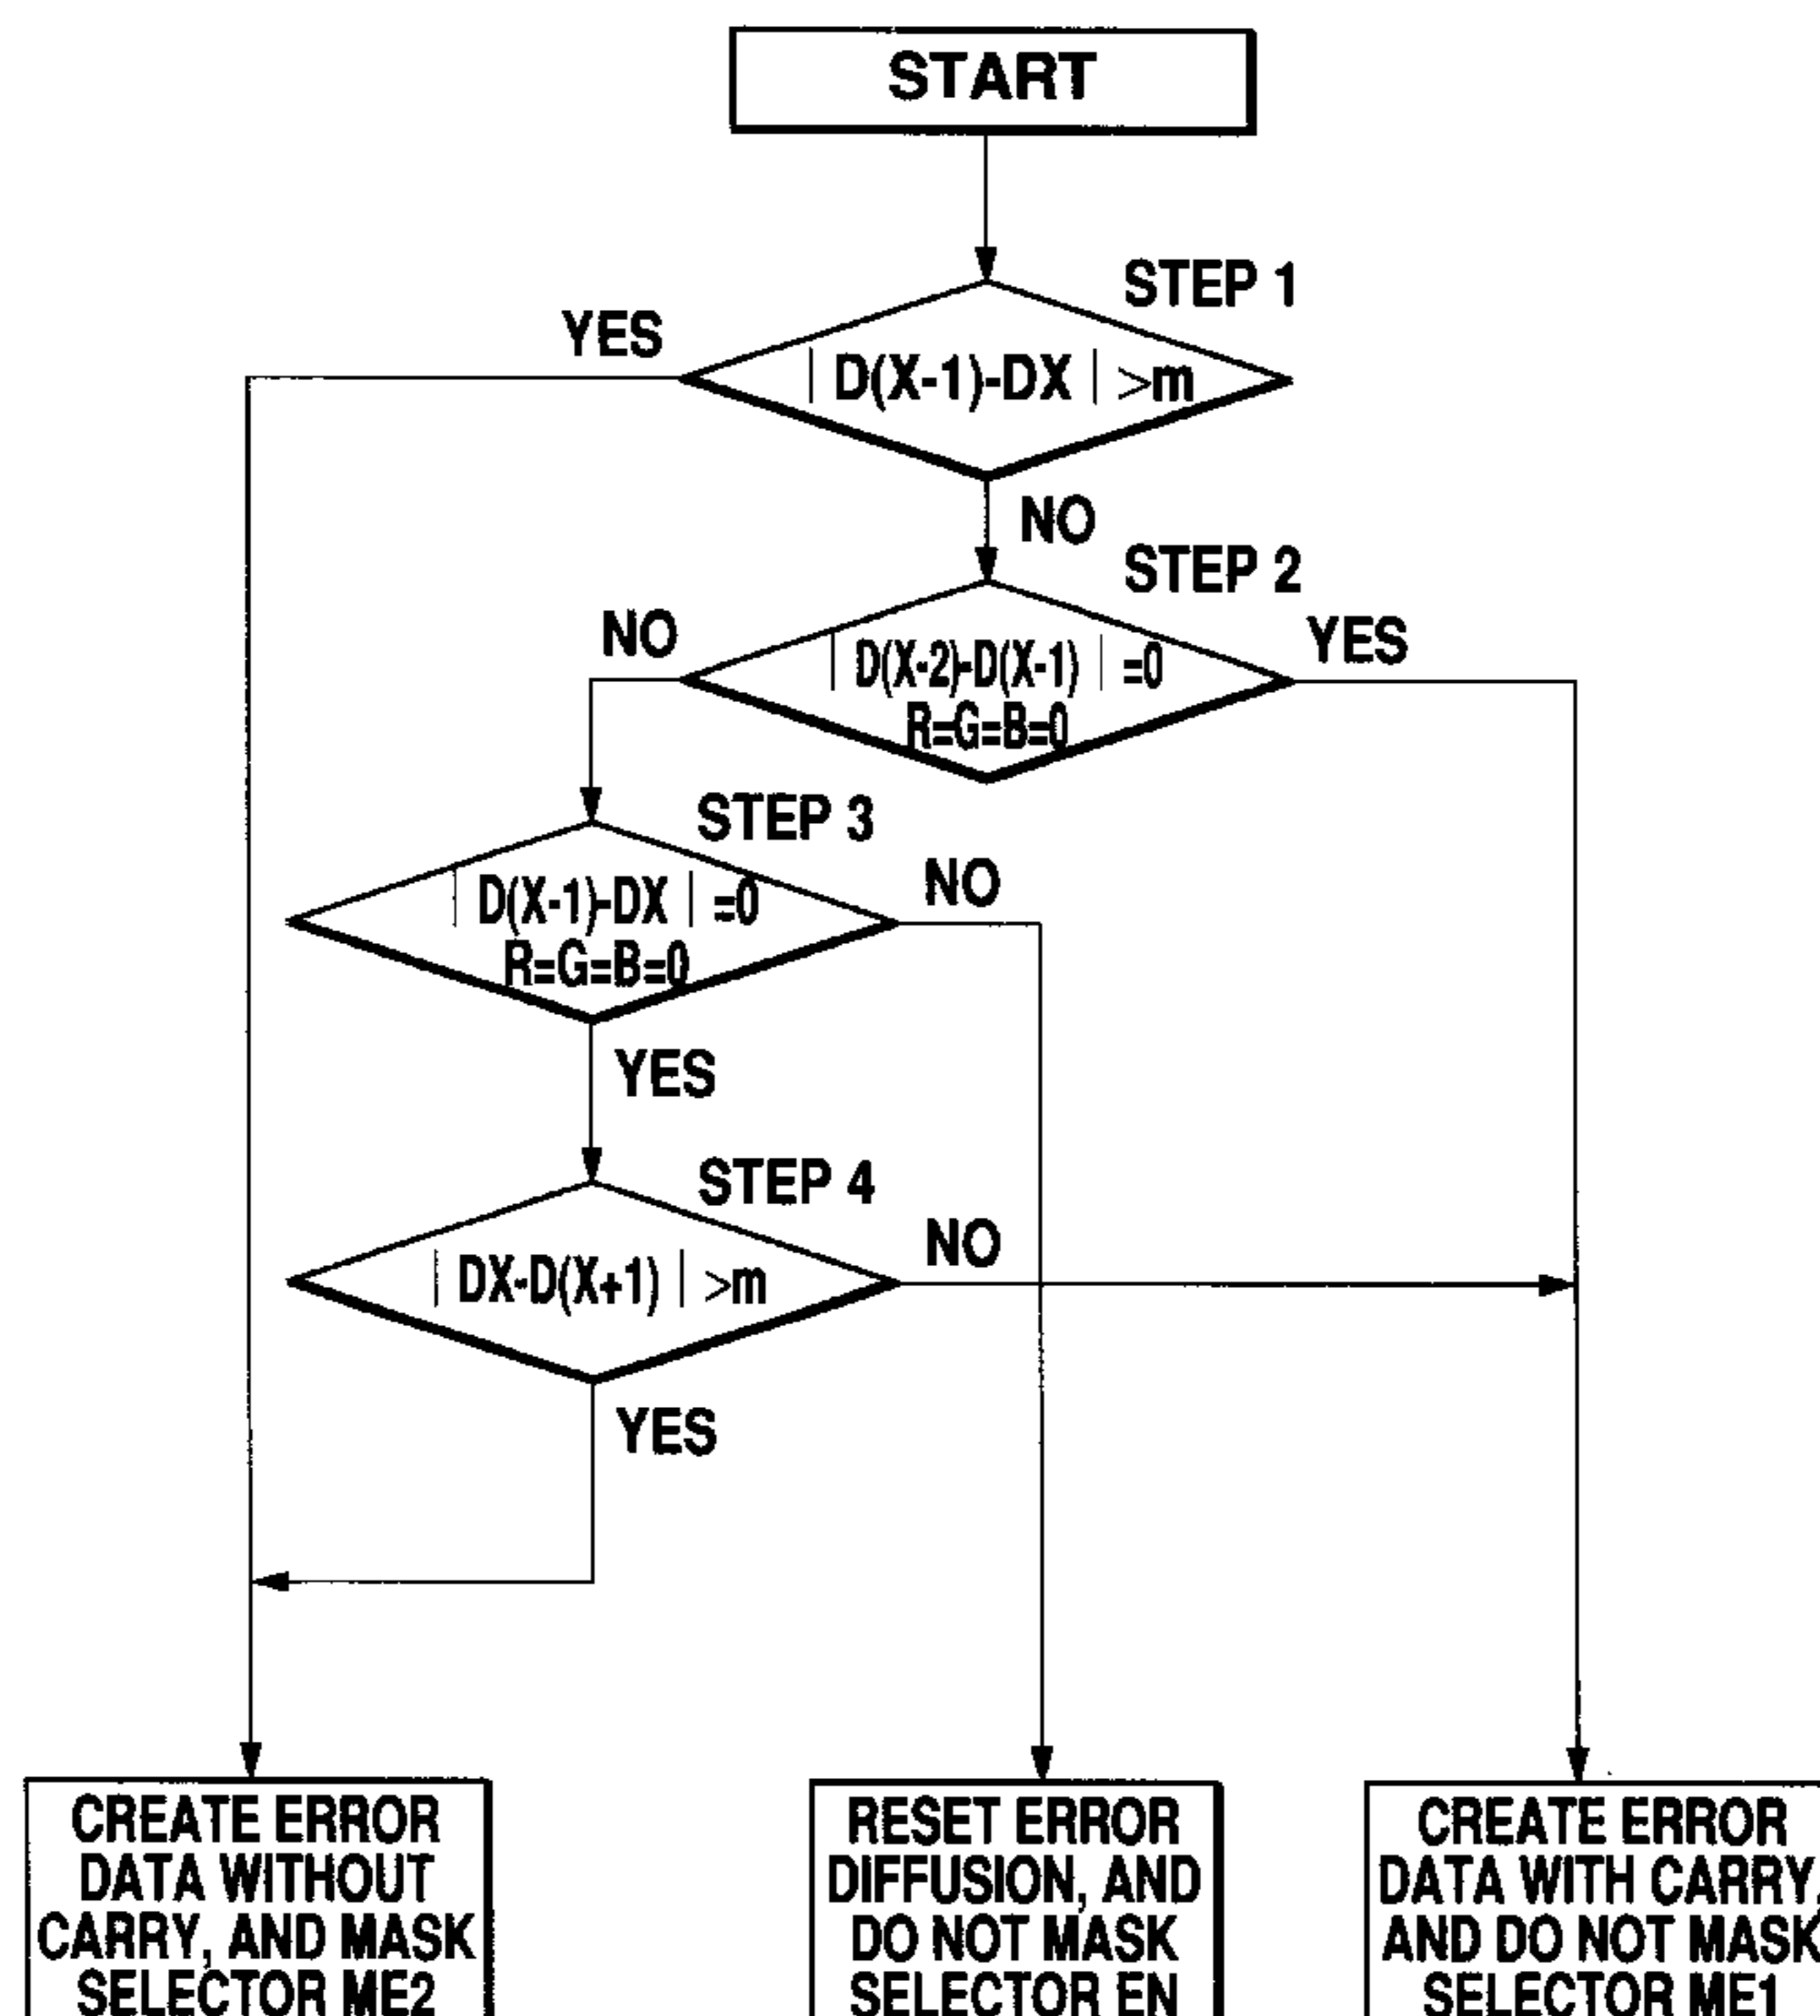 START
STEP 1
YES
| D(X-1)-DX | >m
NO
STEP 2
NO
YES
| D(X-2)-D(X-1) | =0
R=G=B=0
STEP 3
NO
| D(X-1)-DX | =0
R=G=B=0
YES
STEP 4
NO
| DX-D(X+1) | >m
YES
CREATE ERROR
DATA WITHOUT
CARRY, AND MASK
SELECTOR ME2
RESET ERROR
DIFFUSION, AND
DO NOT MASK
SELECTOR EN
CREATE ERROR
DATA WITH CARRY,
AND DO NOT MASK
SELECTOR ME1